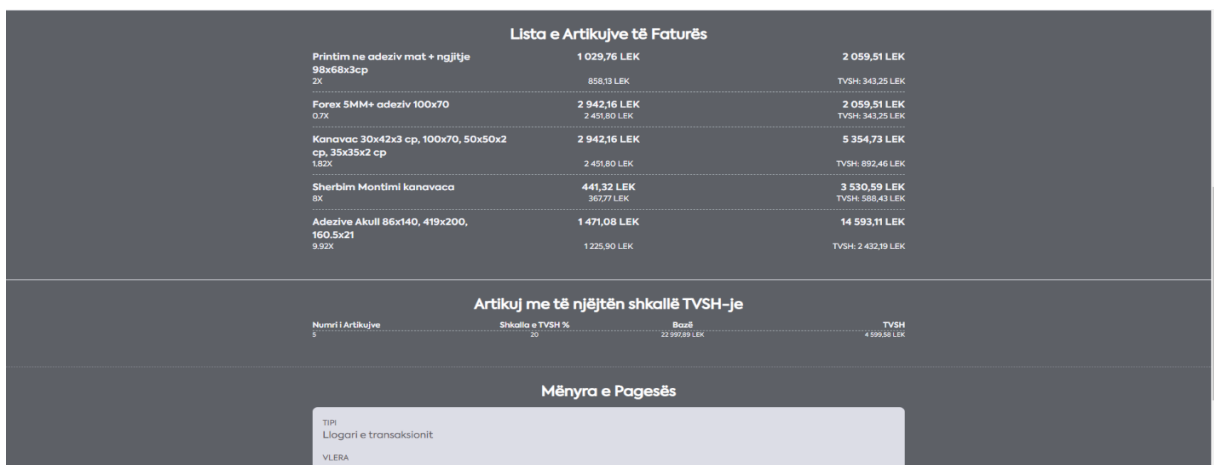 Lista e Artikujve të Faturës
Printim ne adeziv mat + ngjitje 1 029,76 LEK 2 059,51 LEK
98x68x3cp
2X 858,13 LEK TVSH: 343,25 LEK
Forex 5MM+ adeziv 100x70 2 942,16 LEK 2 059,51 LEK
0.7X 2 451,80 LEK TVSH: 343,25 LEK
Kanavac 30x42x3 cp, 100x70, 50x50x2 2 942,16 LEK 5 354,73 LEK
cp, 35x35x2 cp
1.82X 2 451,80 LEK TVSH: 892,46 LEK
Sherbim Montimi kanavaca 441,32 LEK 3 530,59 LEK
8X 367,77 LEK TVSH: 588,43 LEK
Adezive Akull 86x140, 419x200, 1 471,08 LEK 14 593,11 LEK
160.5x21
9.92X 1 225,90 LEK TVSH: 2 432,19 LEK
Artikuj me të njëjtën shkallë TVSH-je
Numri i Artikujve Shkalla e TVSH % Bazë TVSH
5 20 22 997,89 LEK 4 599,58 LEK
Mënyra e Pagesës
TIPI
Llogari e transaksionit
VLERA